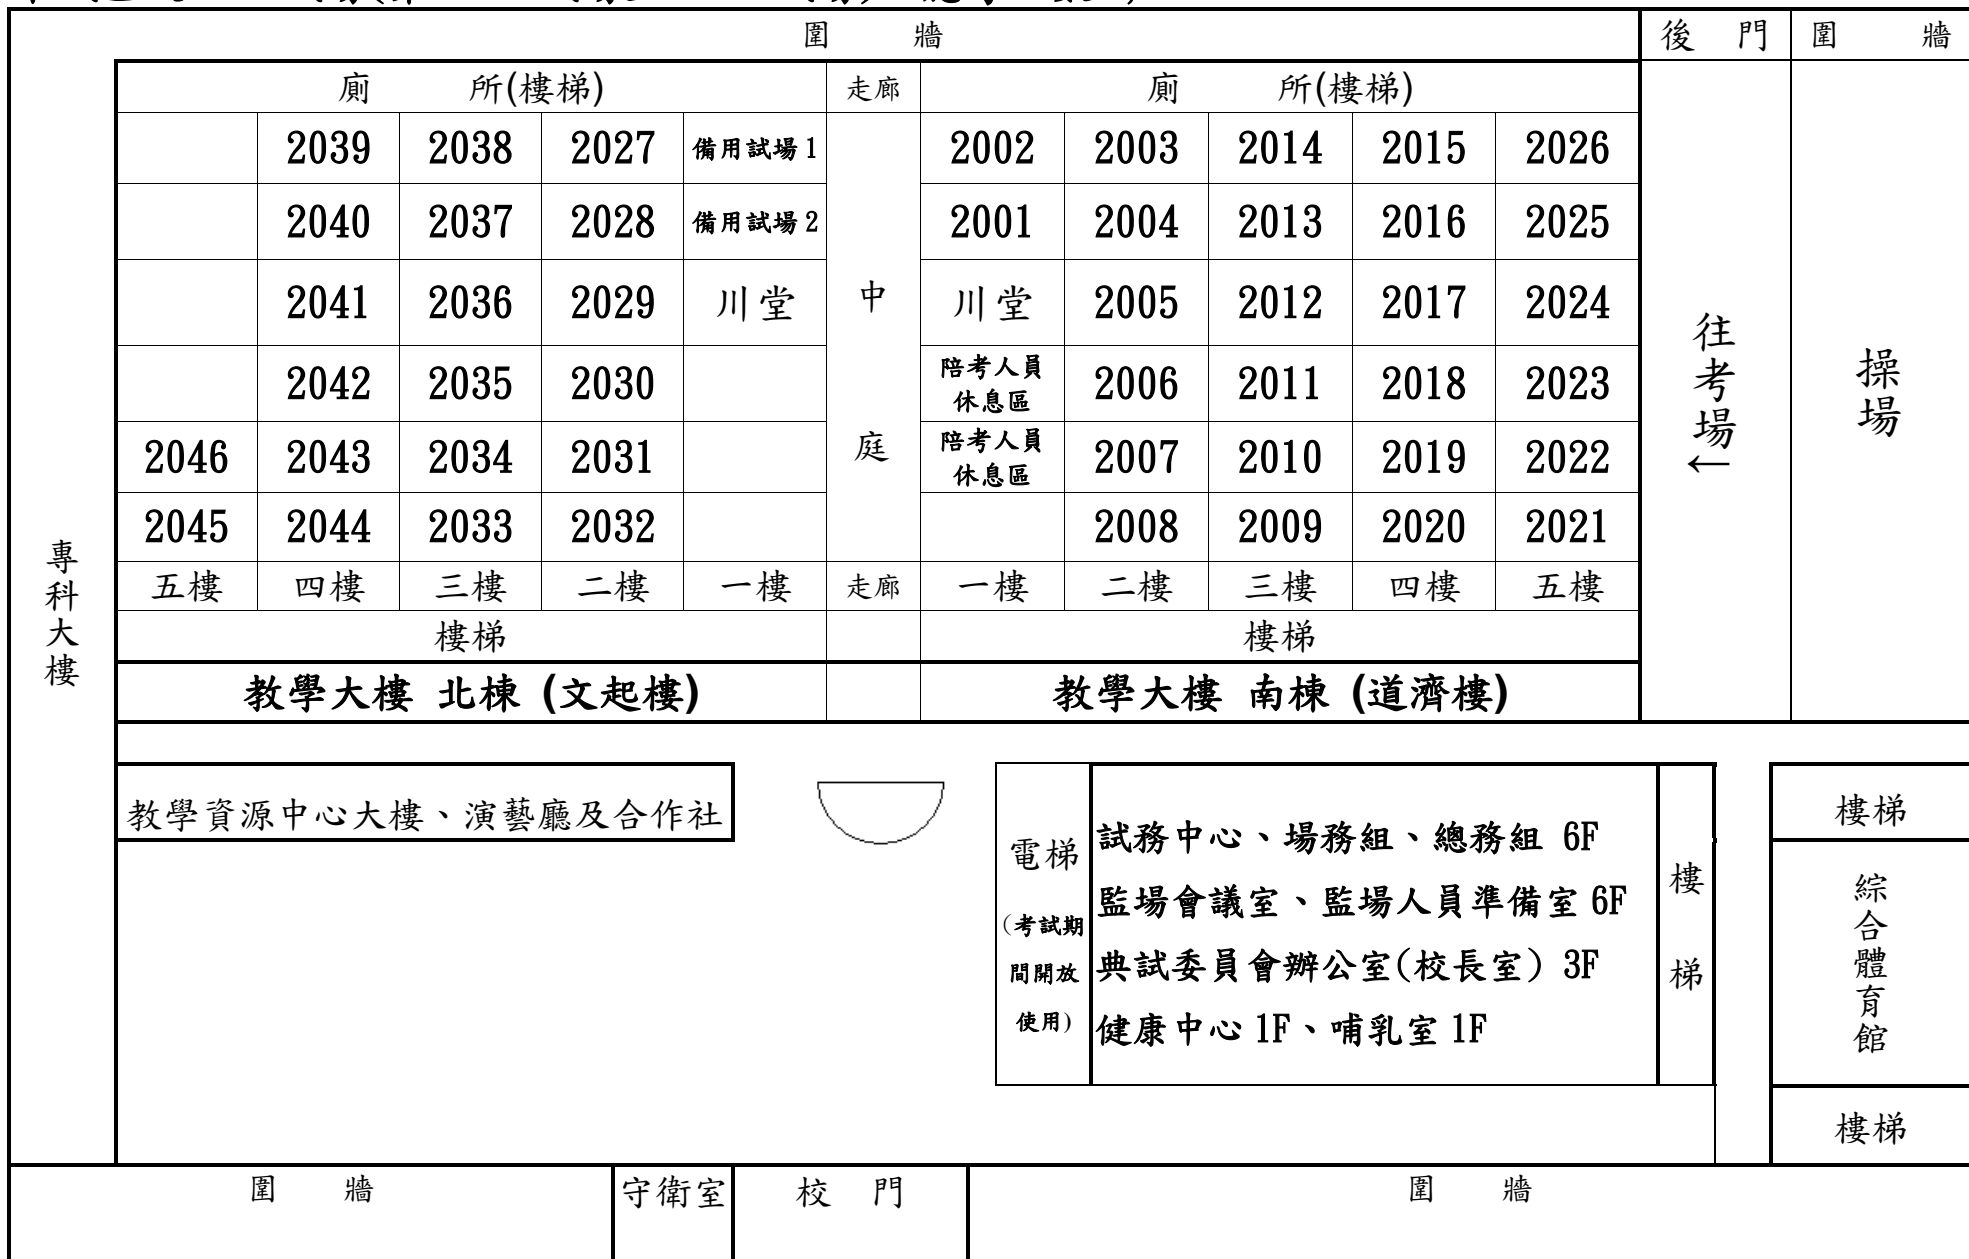 圍 牆 後 門 圍 牆
廁 所(樓梯) 走廊 廁 所(樓梯)
2039 2038 2027 備用試場1 2002 2003 2014 2015 2026
2040 2037 2028 備用試場2 2001 2004 2013 2016 2025
2041 2036 2029 川堂 中 川堂 2005 2012 2017 2024
2042 2035 2030 陪考人員 2006 2011 2018 2023
休息區
2046 2043 2034 2031 庭 陪考人員 2007 2010 2019 2022
休息區
2045 2044 2033 2032 2008 2009 2020 2021
五樓 四樓 三樓 二樓 一樓 走廊 一樓 二樓 三樓 四樓 五樓
樓梯 樓梯
教學大樓 北棟 (文起樓) 教學大樓 南棟 (道濟樓)
往考場←
操場
專科大樓
教學資源中心大樓、演藝廳及合作社
電梯
(考試期
間開放
使用)
試務中心、場務組、總務組 6F
監場會議室、監場人員準備室 6F
典試委員會辦公室(校長室) 3F
健康中心 1F、哺乳室 1F
樓梯
樓梯
綜合體育館
樓梯
圍 牆 守衛室 校 門 圍 牆